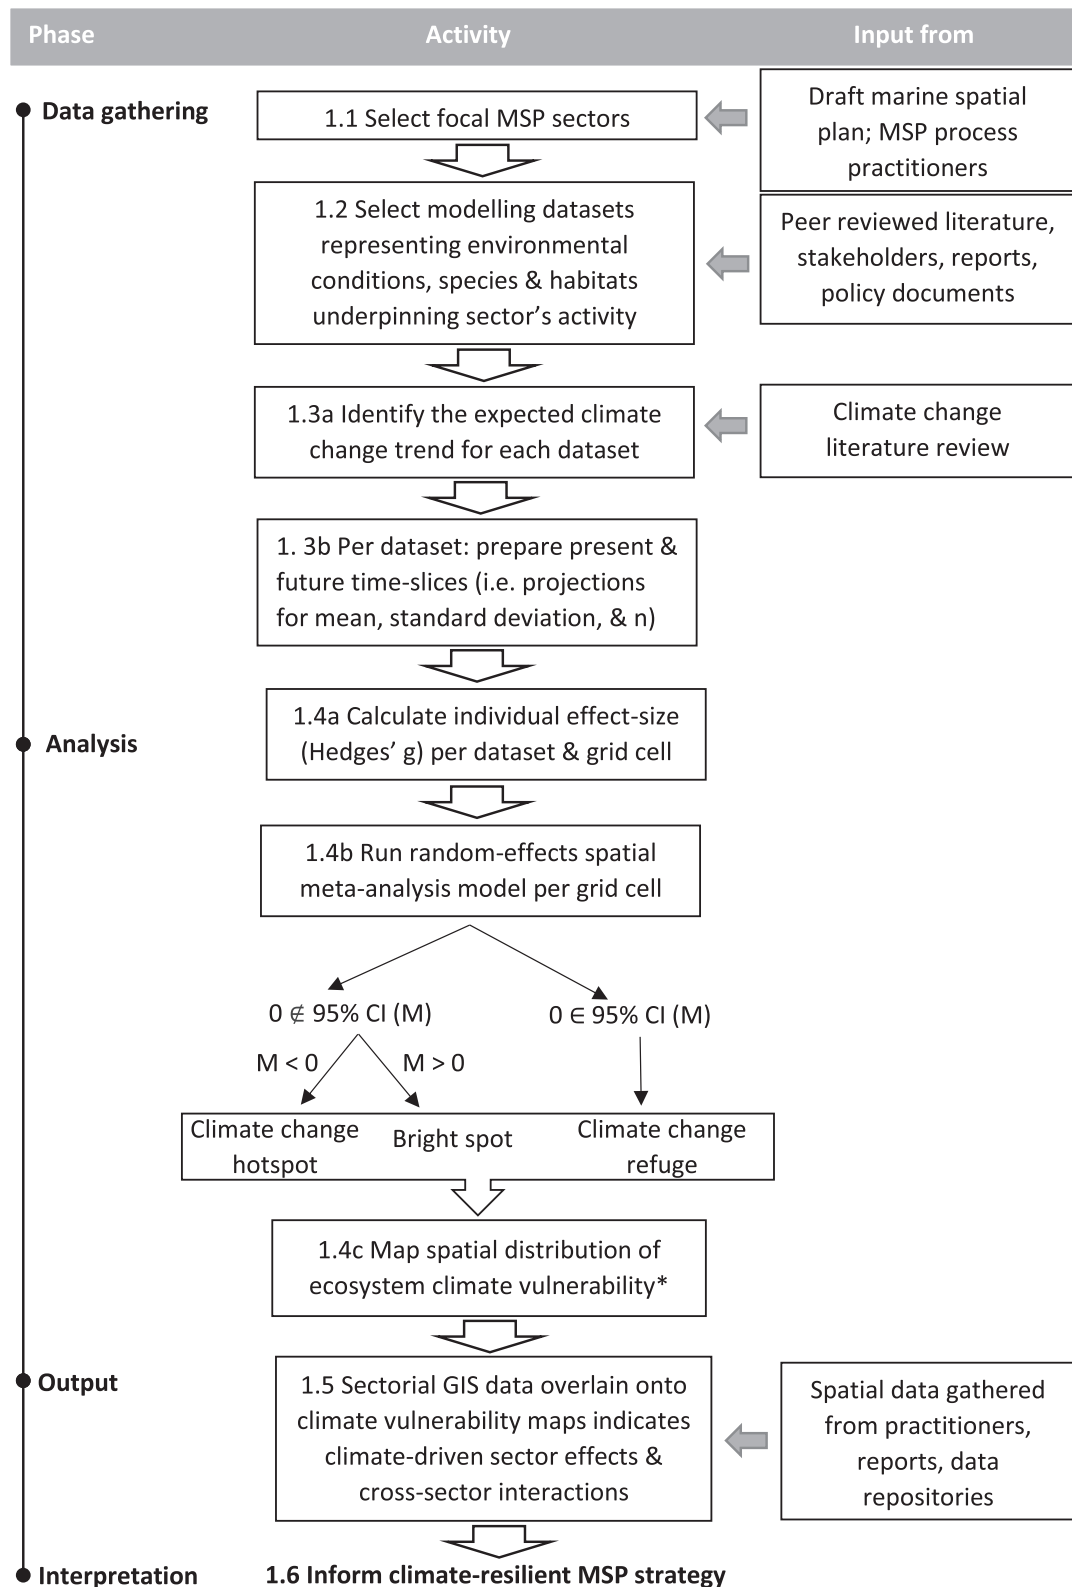 Phase
Activity
Input from
Data gathering
1.1 Select focal MSP sectors
Draft marine spatial
plan; MSP process
practitioners
1.2 Select modelling datasets
representing environmental
conditions, species & habitats
underpinning sector’s activity
Peer reviewed literature,
stakeholders, reports,
policy documents
1.3a Identify the expected climate
change trend for each dataset
Climate change
literature review
1. 3b Per dataset: prepare present &
future time-slices (i.e. projections
for mean, standard deviation, & n)
Analysis
1.4a Calculate individual effect-size
(Hedges’ g) per dataset & grid cell
1.4b Run random-effects spatial
meta-analysis model per grid cell
0 ∉ 95% CI (M)
0 ∈ 95% CI (M)
M < 0
M > 0
Climate change
hotspot
Bright spot
Climate change
refuge
1.4c Map spatial distribution of
ecosystem climate vulnerability*
Output
1.5 Sectorial GIS data overlain onto
climate vulnerability maps indicates
climate-driven sector effects &
cross-sector interactions
Spatial data gathered
from practitioners,
reports, data
repositories
Interpretation
1.6 Inform climate-resilient MSP strategy